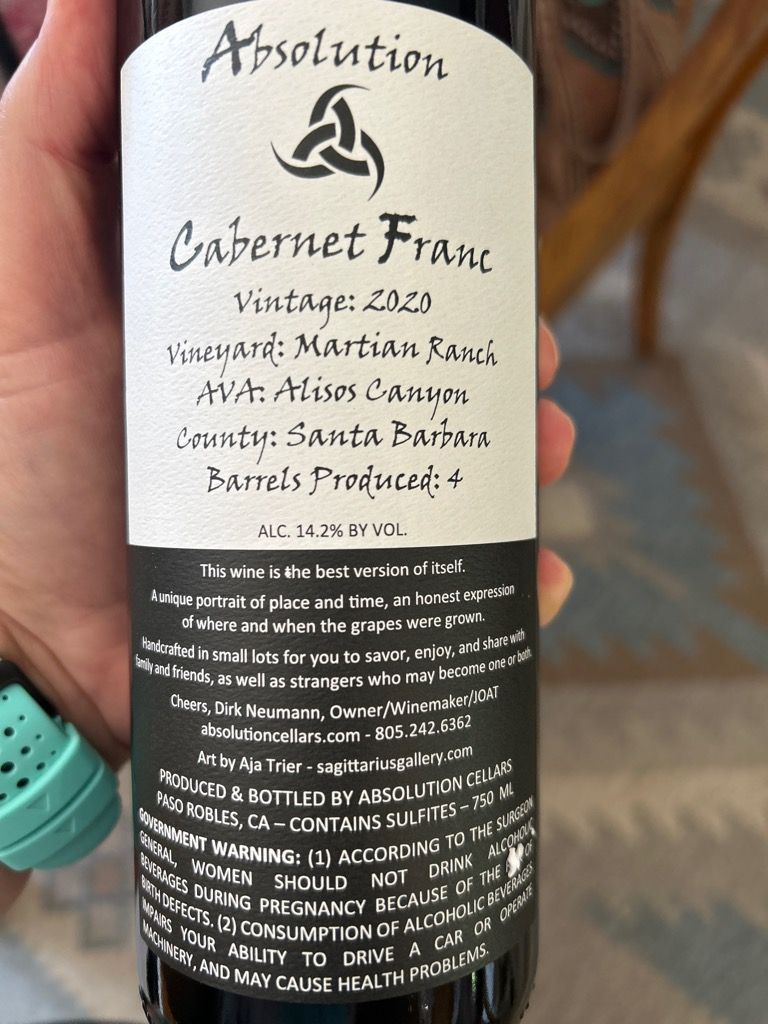 Absolution
Cabernet Franc
Vintage: 2020
Vineyard: Martian Ranch
AVA: Alisos Canyon
County: Santa Barbara
Barrels Produced: 4
ALC. 14.2% BY VOL.
This wine is the best version of itself.
A unique portrait of place and time, an honest expression
of where and when the grapes were grown.
Handcrafted in small lots for you to savor, enjoy, and share with
family and friends, as well as strangers who may become one or both.
Cheers, Dirk Neumann, Owner/Winemaker/JOAT
absolutioncellars.com - 805.242.6362
Art by Aja Trier - sagittariusgallery.com
PRODUCED & BOTTLED BY ABSOLUTION CELLARS
PASO ROBLES, CA – CONTAINS SULFITES – 750 ML
GOVERNMENT WARNING: (1) ACCORDING TO THE SURGEON
GENERAL, WOMEN SHOULD NOT DRINK ALCOHOLIC
BEVERAGES DURING PREGNANCY BECAUSE OF THE OF
BIRTH DEFECTS. (2) CONSUMPTION OF ALCOHOLIC BEVERAGES
IMPAIRS YOUR ABILITY TO DRIVE A CAR OR OPERATE
MACHINERY, AND MAY CAUSE HEALTH PROBLEMS.